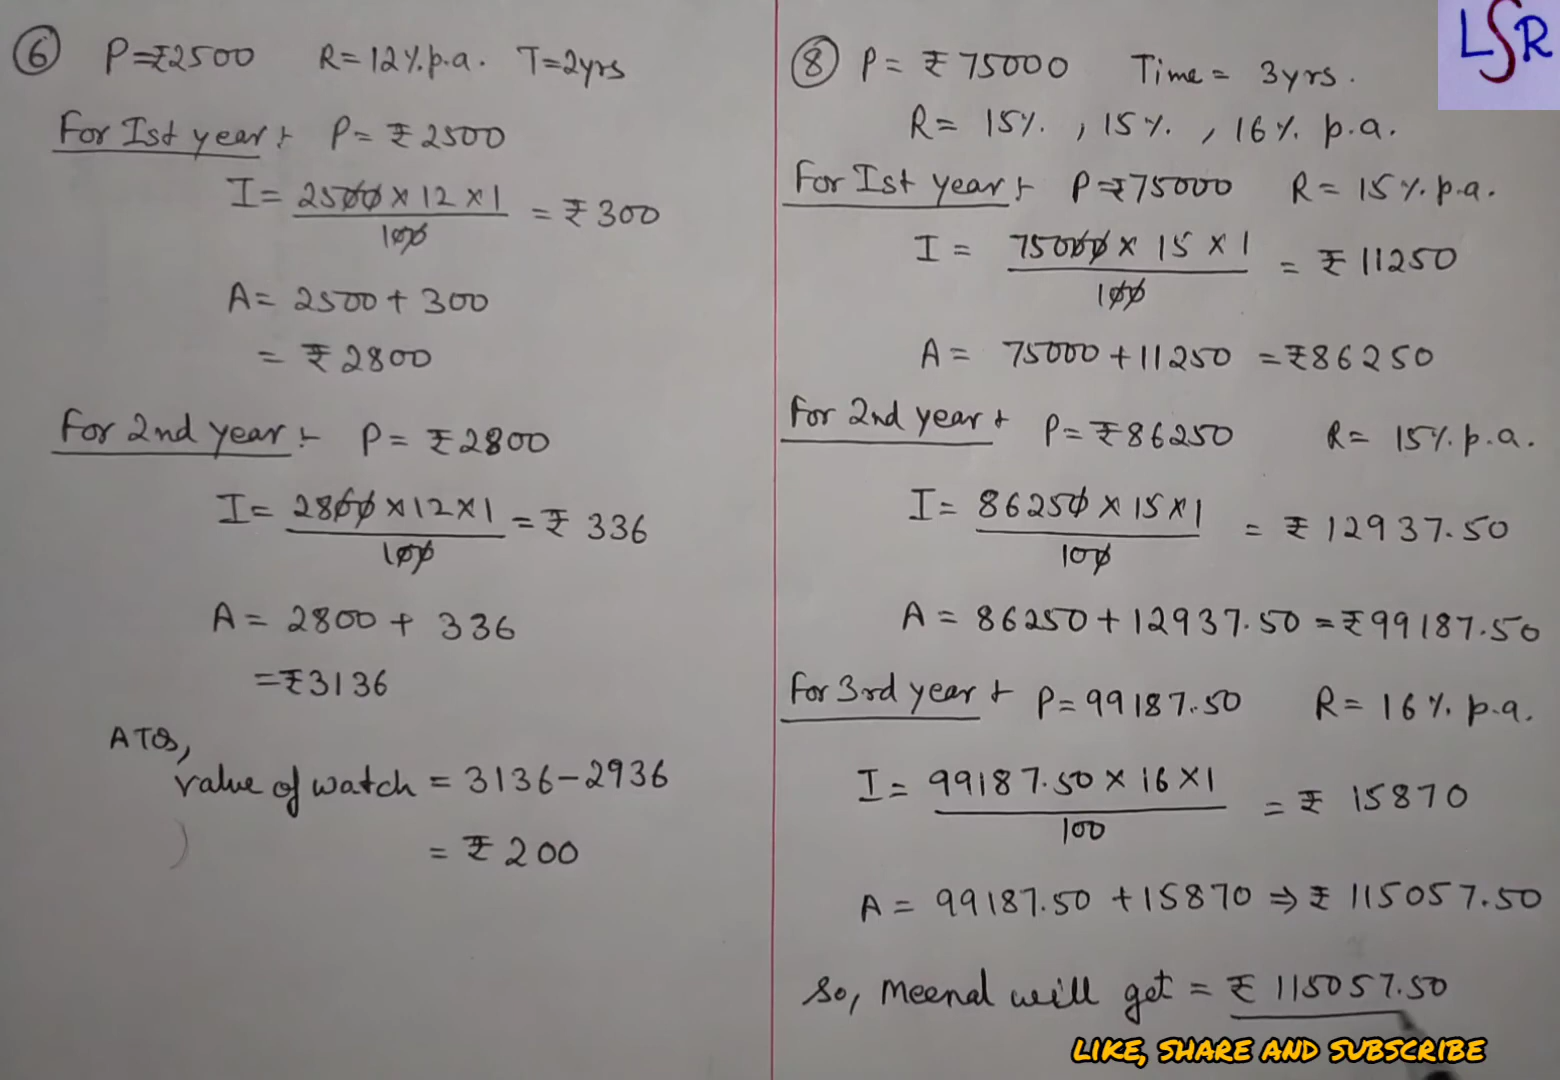 6 P=₹2500 R=12%p.a. T=2yrs
For Ist year:- P= ₹2500
I= 2500×12×1/100 = ₹300
A= 2500+300
= ₹2800
For 2nd year:- P= ₹2800
I= 2800×12×1/100 = ₹ 336
A= 2800+ 336
=₹3136
ATQ,
value of watch = 3136-2936
= ₹200
8 P= ₹75000 Time= 3yrs.
R= 15%. , 15%. , 16%. p.a.
For Ist year:- P=₹75000 R= 15%.p.a.
I= 75000×15×1/100 = ₹11250
A= 75000+11250 =₹86250
For 2nd year:- P=₹86250 R= 15%.p.a.
I= 86250×15×1/100 = ₹12937.50
A= 86250+12937.50=₹99187.50
For 3rd year:- P=99187.50 R= 16%. p.a.
I= 99187.50×16×1/100 = ₹ 15870
A= 99187.50+15870 ⇒ ₹ 115057.50
So, Meenal will get = ₹ 115057.50
LSR
LIKE, SHARE AND SUBSCRIBE